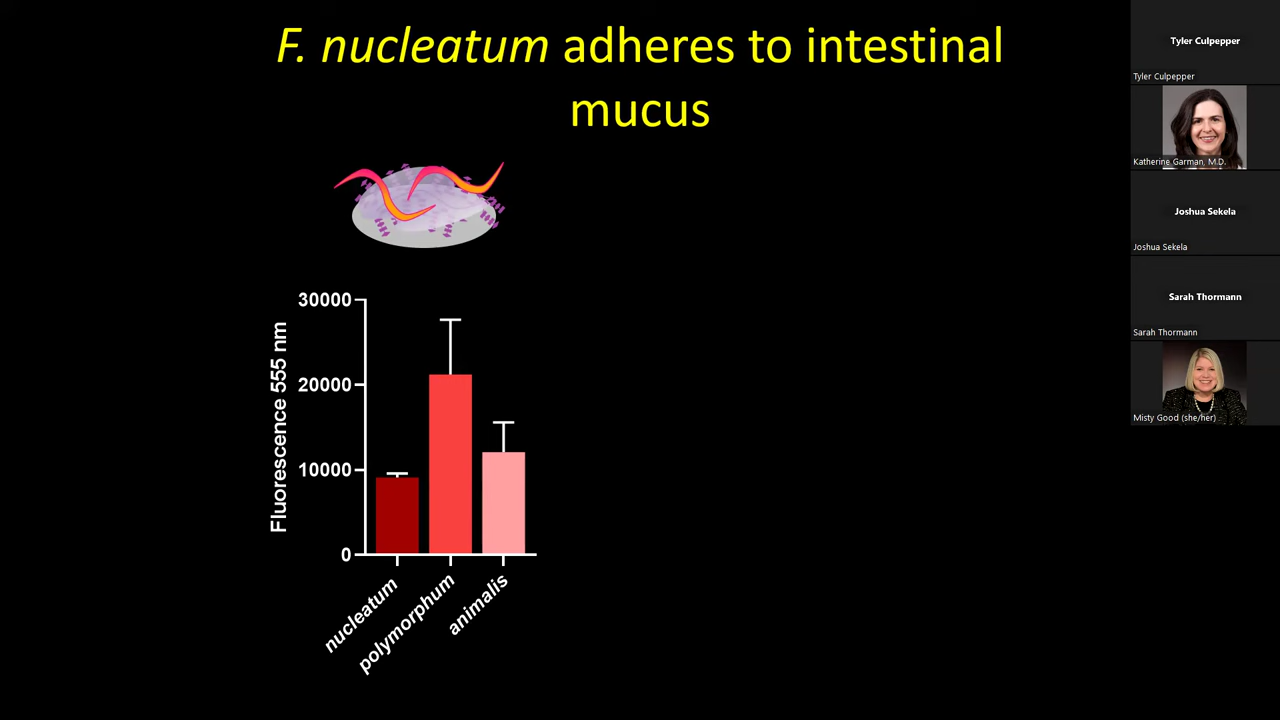 F. nucleatum adheres to intestinal
mucus
30000
20000
10000
0
Fluorescence 555 nm
nucleatum
polymorphum
animalis
Tyler Culpepper
Tyler Culpepper
Katherine Garman, M.D.
Joshua Sekela
Joshua Sekela
Sarah Thormann
Sarah Thormann
Misty Good (she/her)